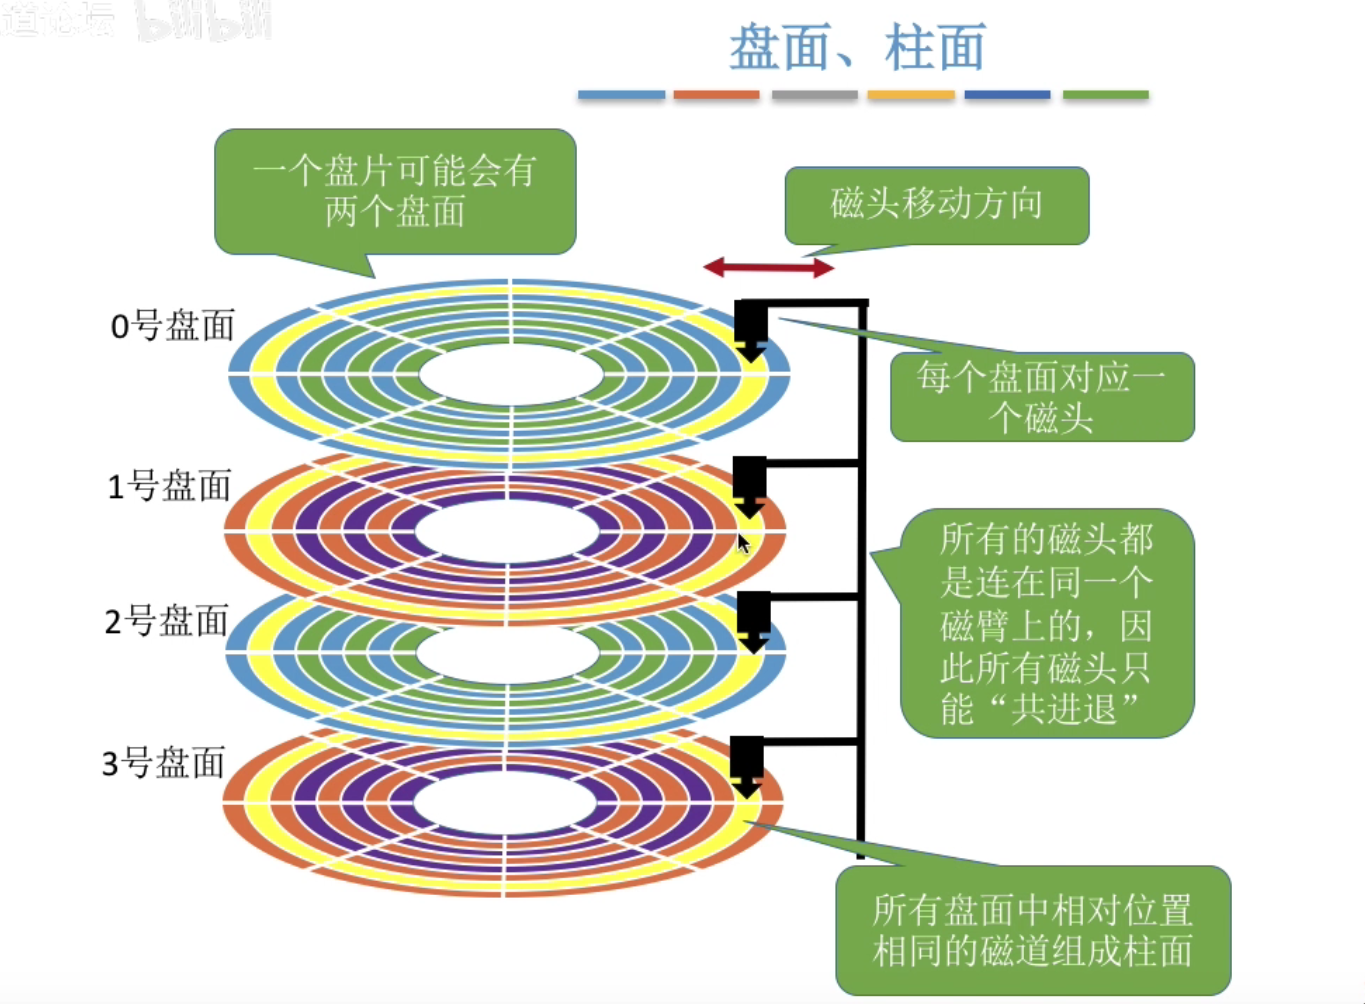 道论坛 bilibili
盘面、柱面
一个盘片可能会有
两个盘面
磁头移动方向
0号盘面
每个盘面对应一
个磁头
1号盘面
所有的磁头都
是连在同一个
磁臂上的，因
此所有磁头只
能“共进退”
2号盘面
3号盘面
所有盘面中相对位置
相同的磁道组成柱面